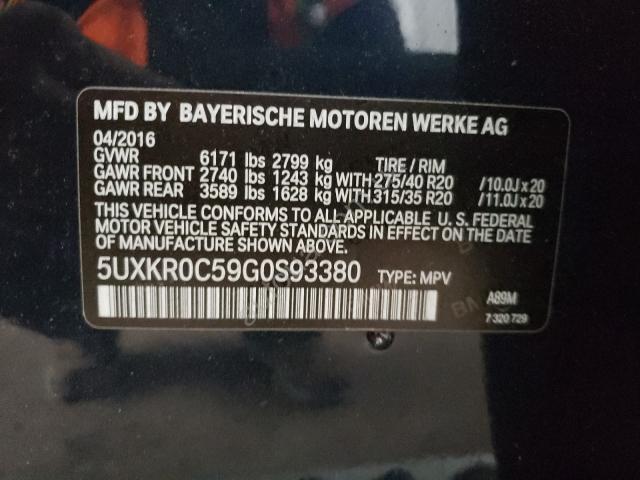 MFD BY BAYERISCHE MOTOREN WERKE AG
04/2016
GVWR 6171 lbs 2799 kg TIRE / RIM
GAWR FRONT 2740 lbs 1243 kg WITH 275/40 R20 /10.0J x 20
GAWR REAR 3589 lbs 1628 kg WITH 315/35 R20 /11.0J x 20
THIS VEHICLE CONFORMS TO ALL APPLICABLE U. S. FEDERAL
MOTOR VEHICLE SAFETY STANDARDS IN EFFECT ON
THE DATE OF MANUFACTURE SHOWN ABOVE.
5UXKR0C59G0S93380 TYPE: MPV
A89M
7 320 729